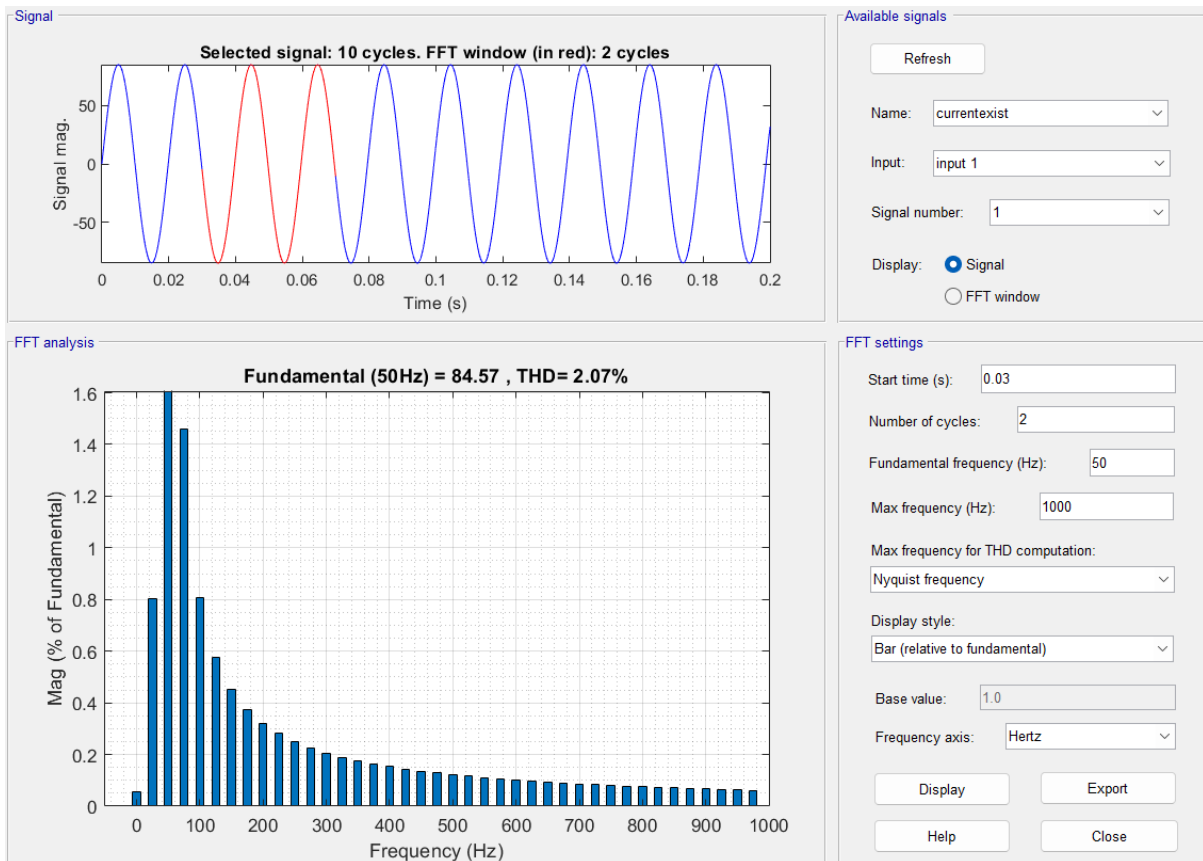 Signal
Selected signal: 10 cycles. FFT window (in red): 2 cycles
Signal mag.
50
0
-50
0 0.02 0.04 0.06 0.08 0.1 0.12 0.14 0.16 0.18 0.2
Time (s)
Available signals
Refresh
Name: currentexist
Input: input 1
Signal number: 1
Display: Signal
FFT window
FFT analysis
Fundamental (50Hz) = 84.57 , THD= 2.07%
Mag (% of Fundamental)
1.6
1.4
1.2
1
0.8
0.6
0.4
0.2
0
0 100 200 300 400 500 600 700 800 900 1000
Frequency (Hz)
FFT settings
Start time (s): 0.03
Number of cycles: 2
Fundamental frequency (Hz): 50
Max frequency (Hz): 1000
Max frequency for THD computation:
Nyquist frequency
Display style:
Bar (relative to fundamental)
Base value: 1.0
Frequency axis: Hertz
Display Export
Help Close